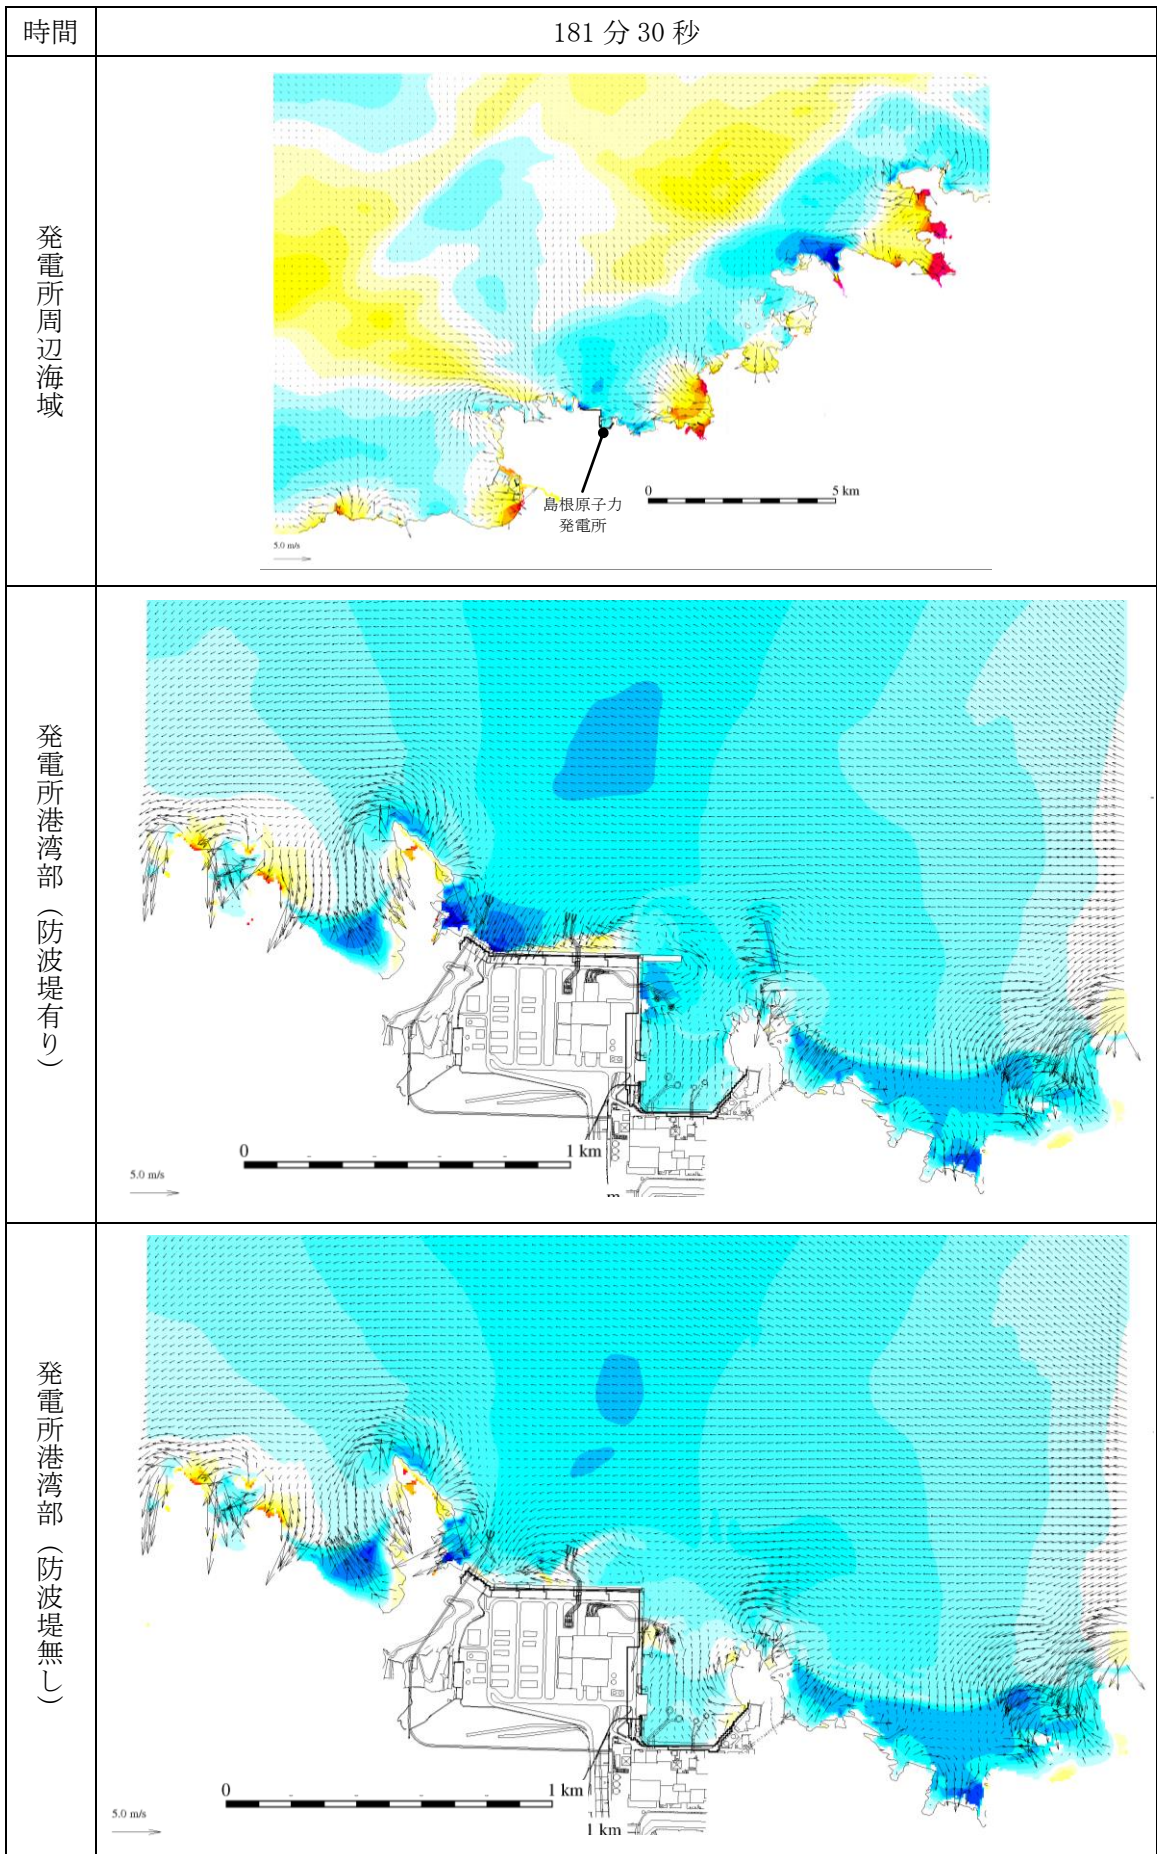 時間
181 分 30 秒
発電所周辺海域
島根原子力
発電所
0
5 km
5.0 m/s
発電所港湾部（防波堤有り）
0
1 km
5.0 m/s
m
発電所港湾部（防波堤無し）
0
1 km
5.0 m/s
1 km